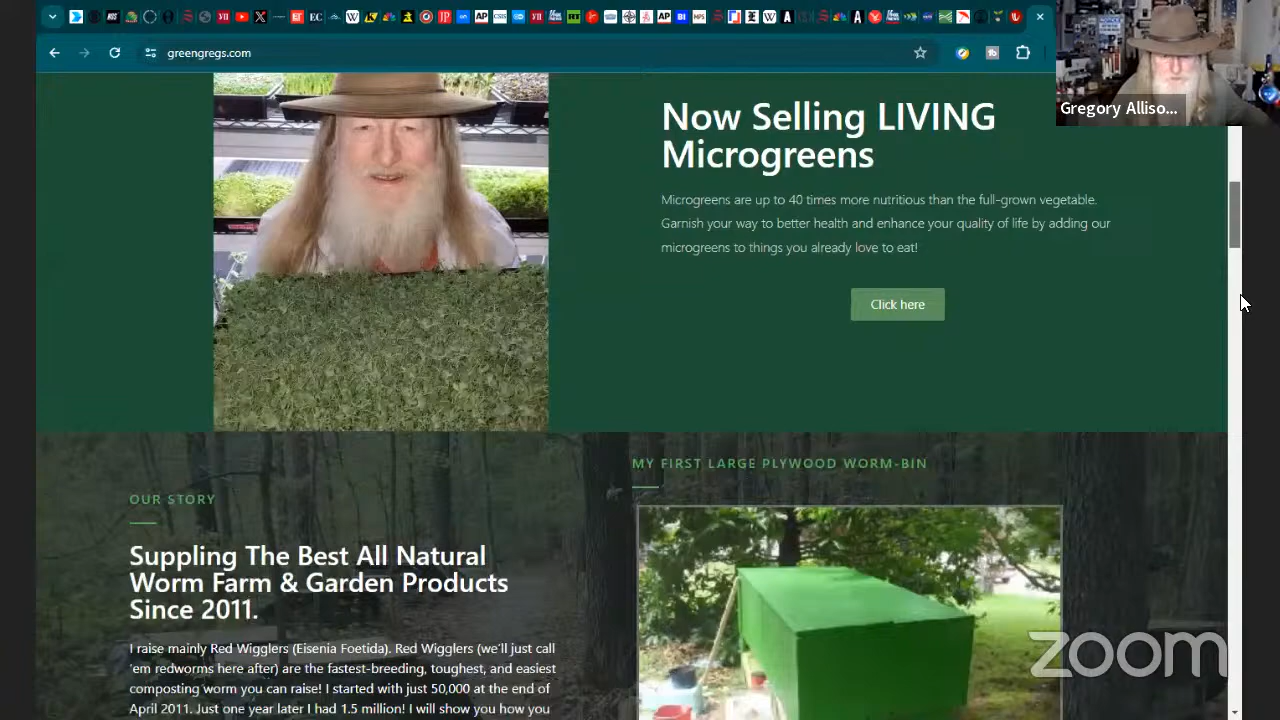 greengregs.com
Gregory Alliso...
Now Selling LIVING
Microgreens
Microgreens are up to 40 times more nutritious than the full-grown vegetable.
Garnish your way to better health and enhance your quality of life by adding our
microgreens to things you already love to eat!
Click here
MY FIRST LARGE PLYWOOD WORM-BIN
OUR STORY
Suppling The Best All Natural
Worm Farm & Garden Products
Since 2011.
I raise mainly Red Wigglers (Eisenia Foetida). Red Wigglers (we'll just call
'em redworms here after) are the fastest-breeding, toughest, and easiest
composting worm you can raise! I started with just 50,000 at the end of
April 2011. Just one year later I had 1.5 million! I will show you how you
zoom